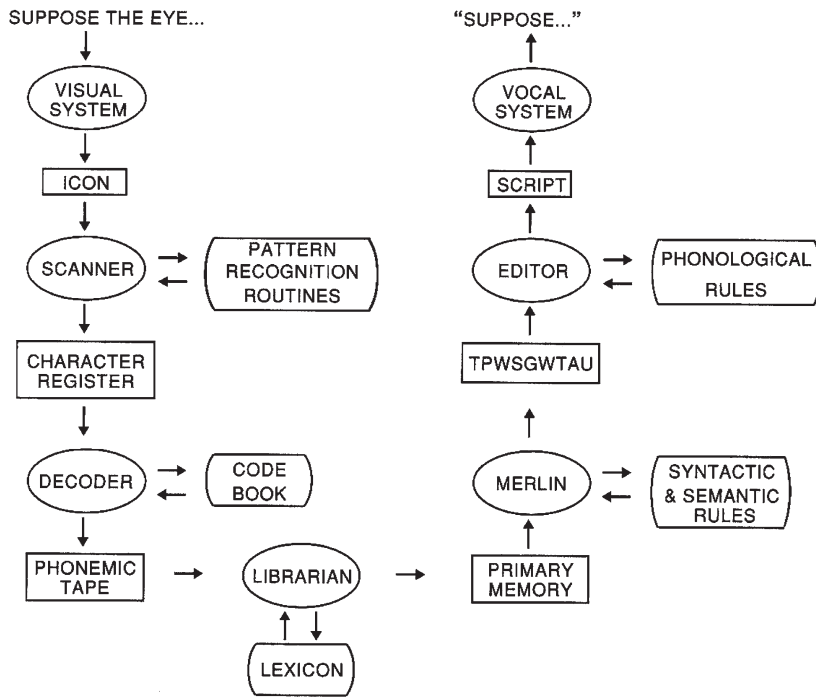 SUPPOSE THE EYE...
VISUAL
SYSTEM
ICON
SCANNER
PATTERN
RECOGNITION
ROUTINES
CHARACTER
REGISTER
DECODER
CODE
BOOK
PHONEMIC
TAPE
LIBRARIAN
LEXICON
PRIMARY
MEMORY
MERLIN
SYNTACTIC
& SEMANTIC
RULES
TPWSGWTAU
EDITOR
PHONOLOGICAL
RULES
SCRIPT
VOCAL
SYSTEM
“SUPPOSE...”